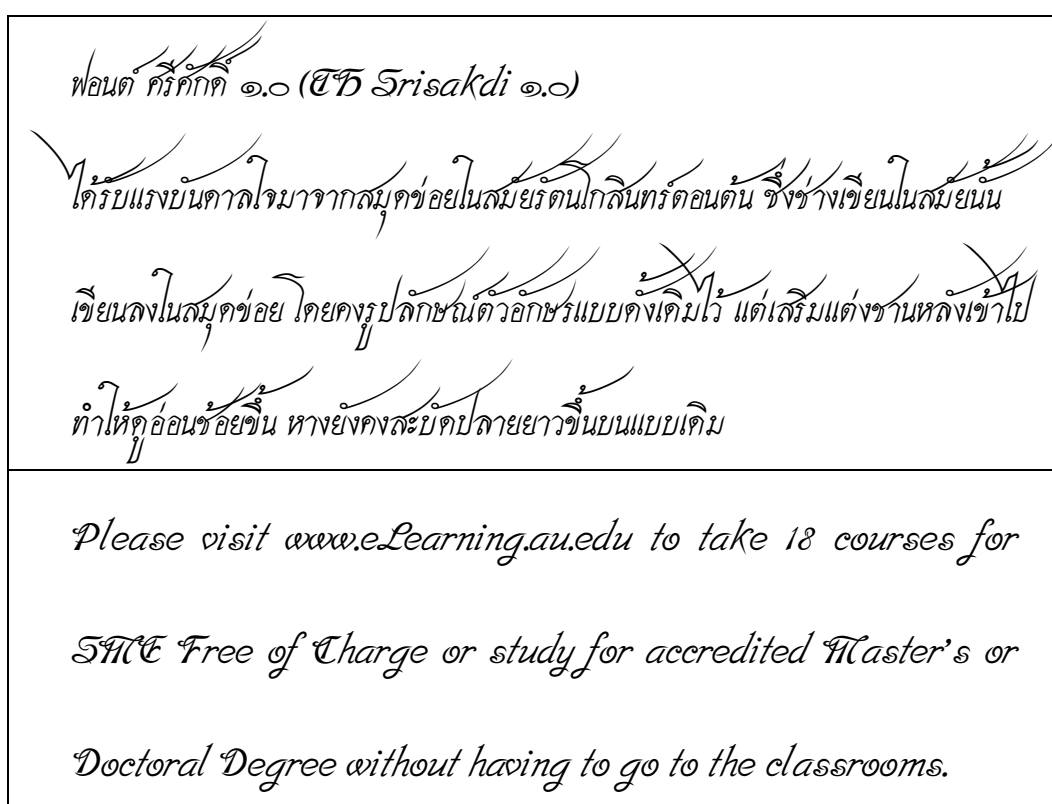 ฟอนต์ ศรีศักดิ์ ๑.๐ (TH Srisakdi ๑.๐)
ได้รับแรงบันดาลใจมาจากสมุดข่อยในสมัยรัตนโกสินทร์ตอนต้น ซึ่งช่างเขียนในสมัยนั้น
เขียนลงในสมุดข่อย โดยคงรูปลักษณ์ตัวอักษรแบบดั้งเดิมไว้ แต่เสริมแต่งชานหลังเข้าไป
ทำให้ดูอ่อนช้อยขึ้น หางยังคงสะบัดปลายยาวขึ้นบนแบบเดิม
Please visit www.eLearning.au.edu to take 18 courses for
SME Free of Charge or study for accredited Master's or
Doctoral Degree without having to go to the classrooms.